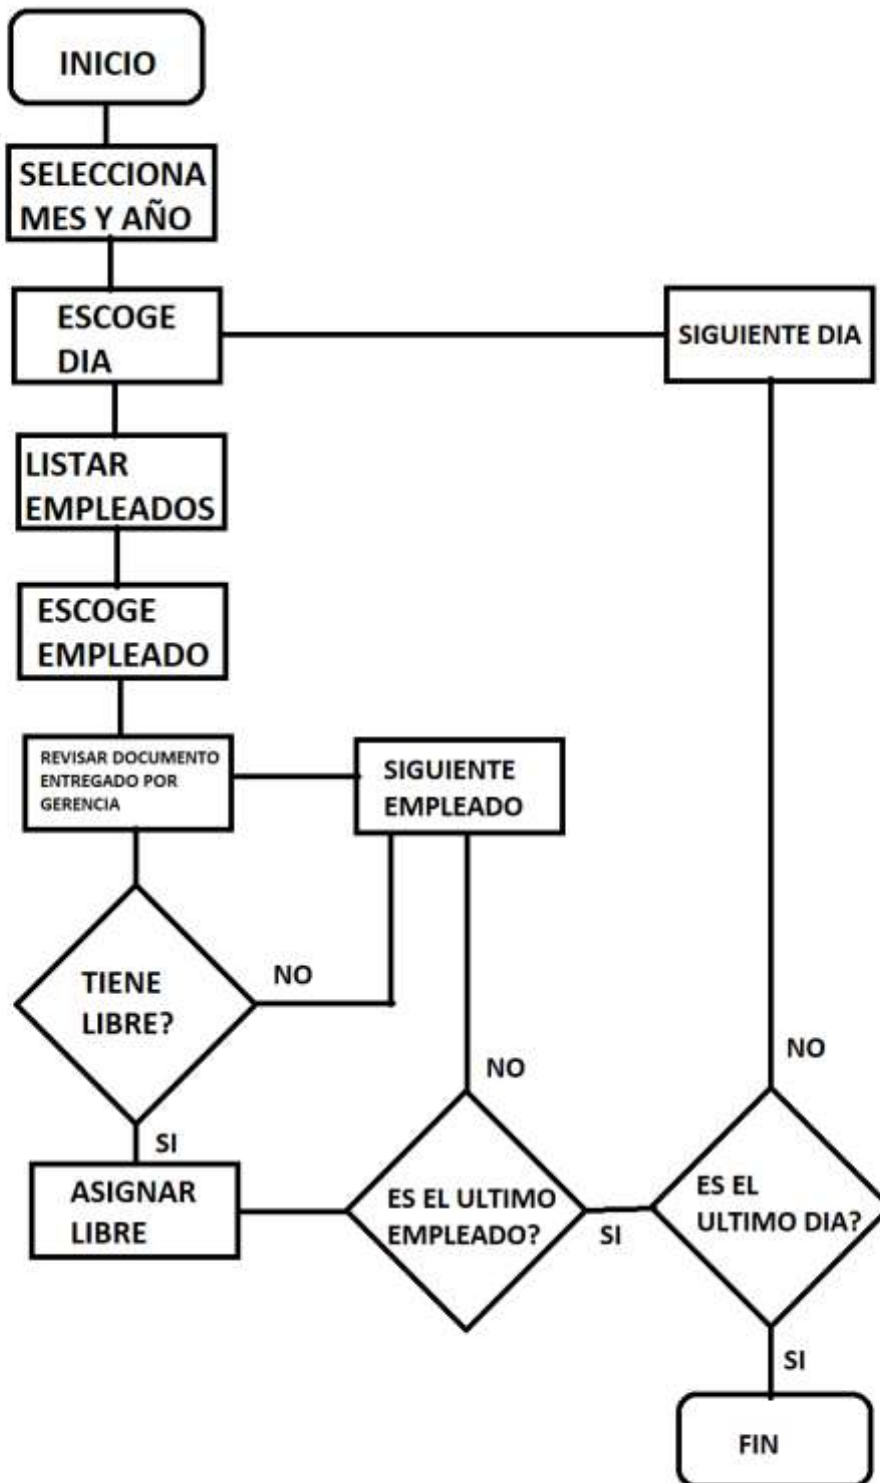 INICIO
SELECCIONA
MES Y AÑO
ESCOGE
DIA
SIGUIENTE DIA
LISTAR
EMPLEADOS
ESCOGE
EMPLEADO
REVISAR DOCUMENTO
ENTREGADO POR
GERENCIA
SIGUIENTE
EMPLEADO
TIENE
LIBRE?
NO
SI
ASIGNAR
LIBRE
NO
ES EL ULTIMO
EMPLEADO?
SI
NO
ES EL
ULTIMO DIA?
SI
FIN